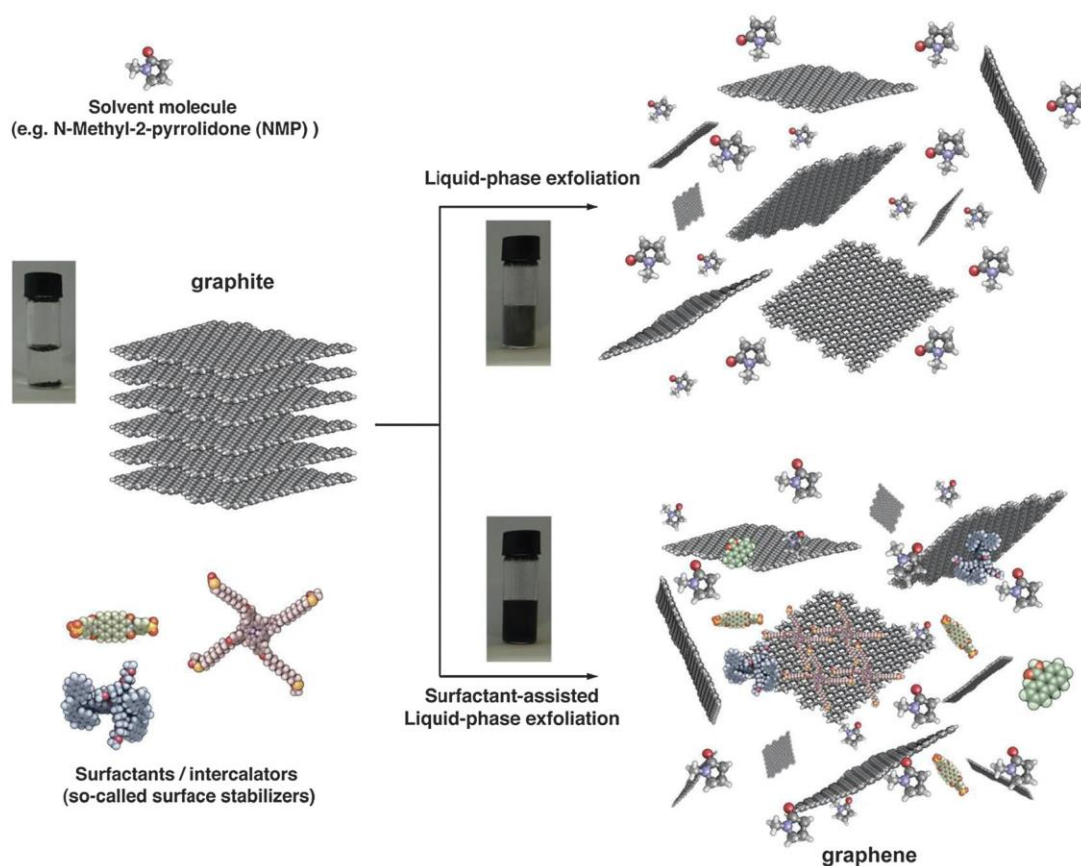 Solvent molecule
(e.g. N-Methyl-2-pyrrolidone (NMP) )
Liquid-phase exfoliation
graphite
Surfactant-assisted
Liquid-phase exfoliation
Surfactants / intercalators
(so-called surface stabilizers)
graphene